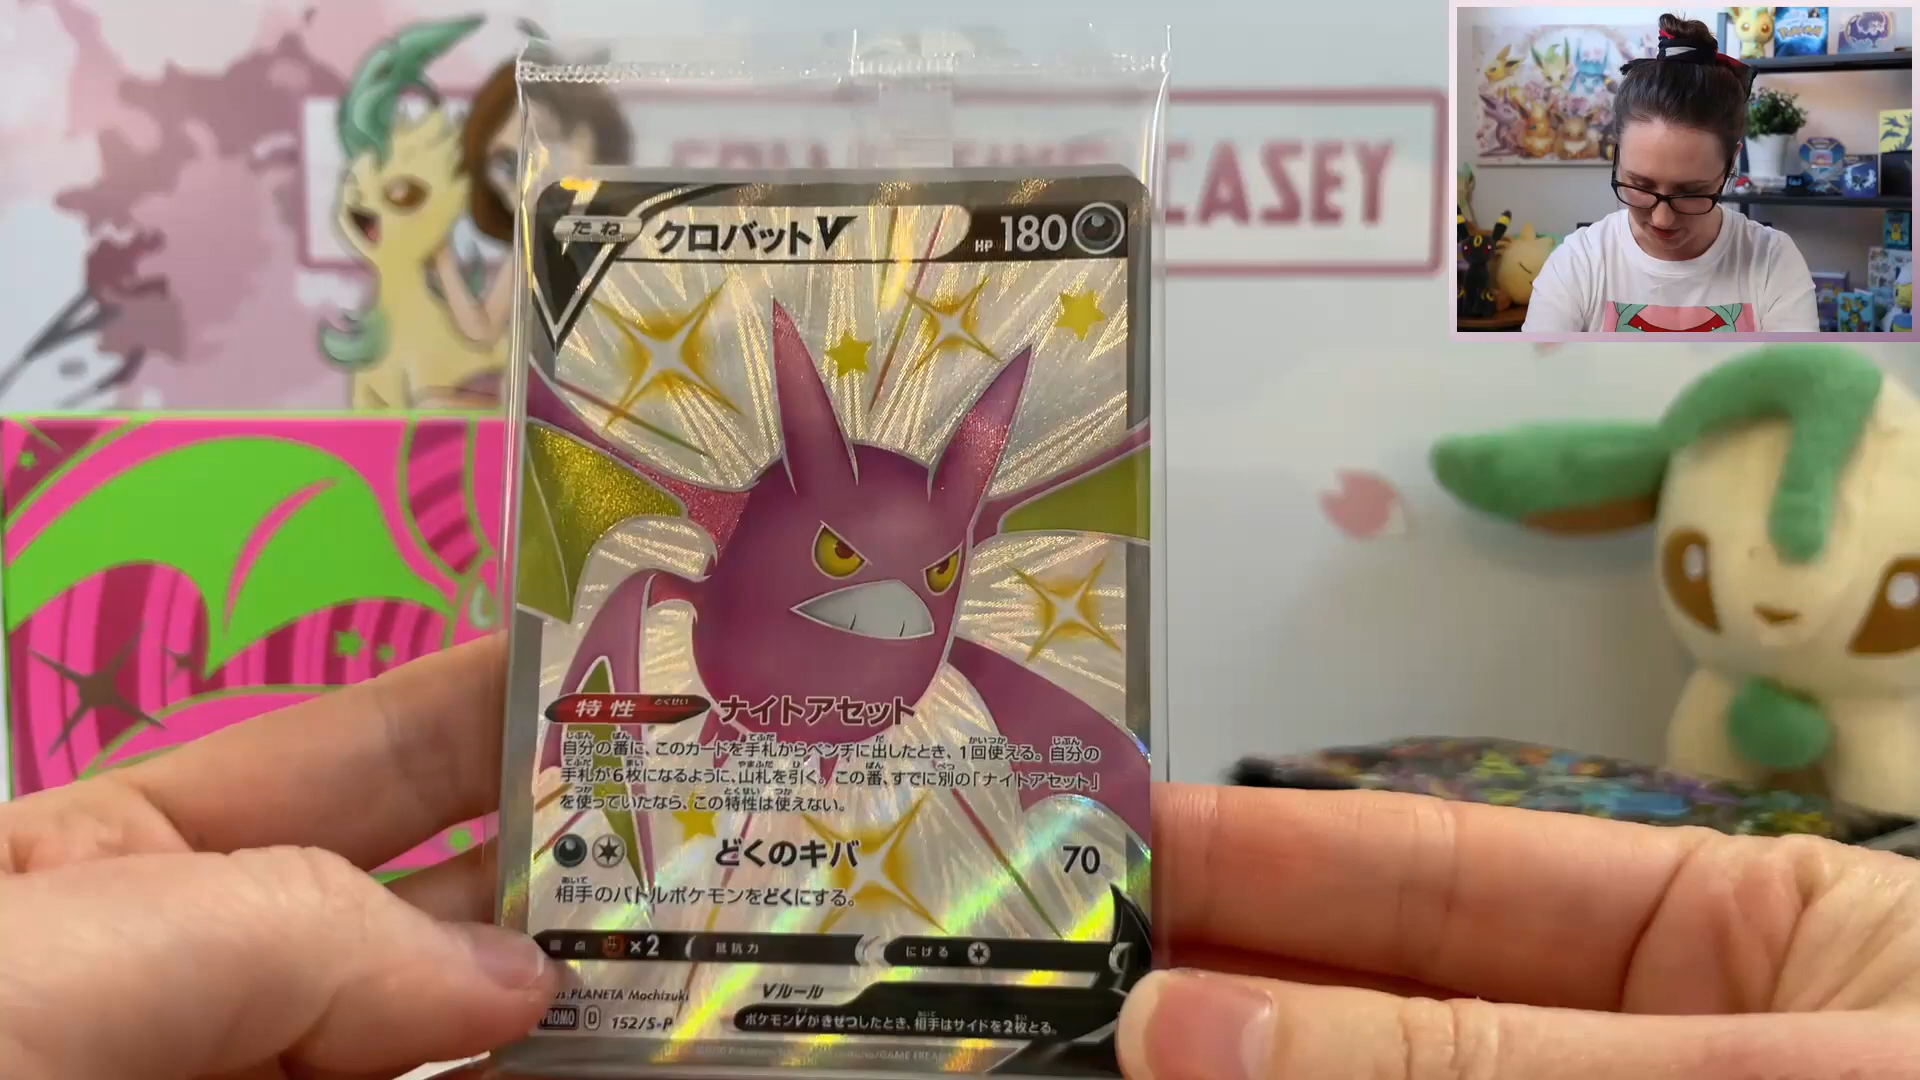 CASEY
たね クロバットV HP 180
特性 とくせい ナイトアセット
自分の番に、このカードを手札からベンチに出したとき、1回使える。自分の
手札が6枚になるように、山札を引く。この番、すでに別の「ナイトアセット」
を使っていたなら、この特性は使えない。
どくのキバ 70
相手のバトルポケモンをどくにする。
弱点 ×2 抵抗力 にげる
PLANETA Mochizuki
Vルール
PROMO D 152/S-P
ポケモンVがきぜつしたとき、相手はサイドを2枚とる。